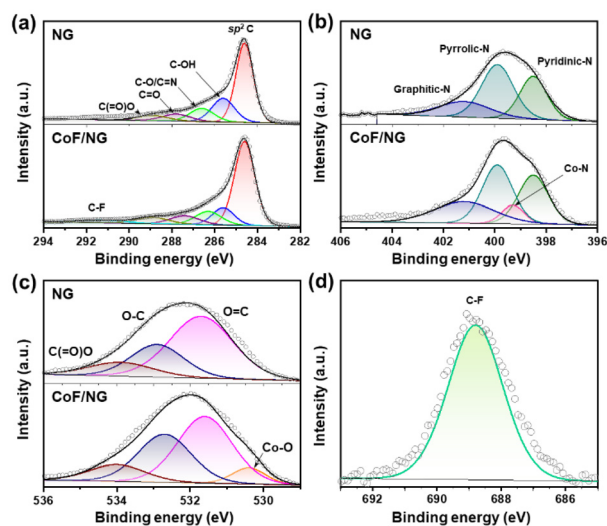 (a) NG
sp² C
C-OH
C-O/C=N
C=O
C(=O)O
CoF/NG
C-F
294 292 290 288 286 284 282
Binding energy (eV)
Intensity (a.u.)
(b) NG
Pyrrolic-N
Pyridinic-N
Graphitic-N
CoF/NG
Co-N
406 404 402 400 398 396
Binding energy (eV)
Intensity (a.u.)
(c) NG
O-C
O=C
C(=O)O
CoF/NG
Co-O
536 534 532 530
Binding energy (eV)
Intensity (a.u.)
(d)
C-F
692 690 688 686
Binding energy (eV)
Intensity (a.u.)